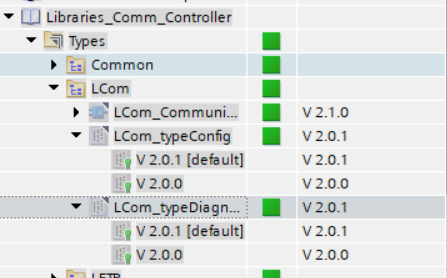 Libraries_Comm_Controller
Types
Common
LCom
LCom_Communi... V 2.1.0
LCom_typeConfig V 2.0.1
V 2.0.1 [default] V 2.0.1
V 2.0.0 V 2.0.0
LCom_typeDiagn... V 2.0.1
V 2.0.1 [default] V 2.0.1
V 2.0.0 V 2.0.0